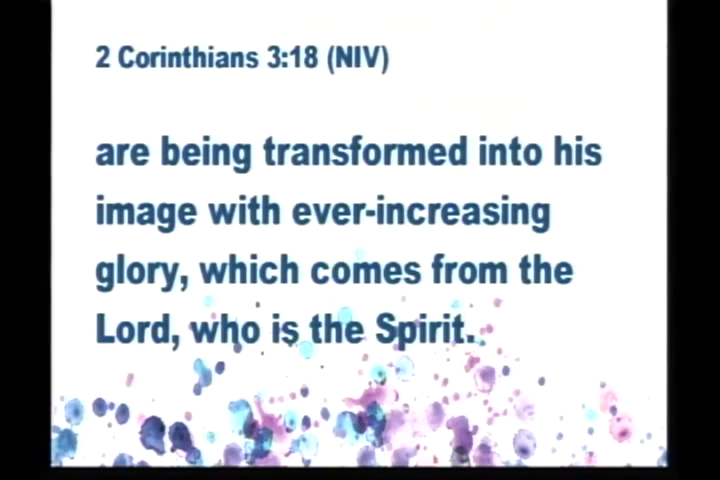 2 Corinthians 3:18 (NIV)
are being transformed into his
image with ever-increasing
glory, which comes from the
Lord, who is the Spirit.